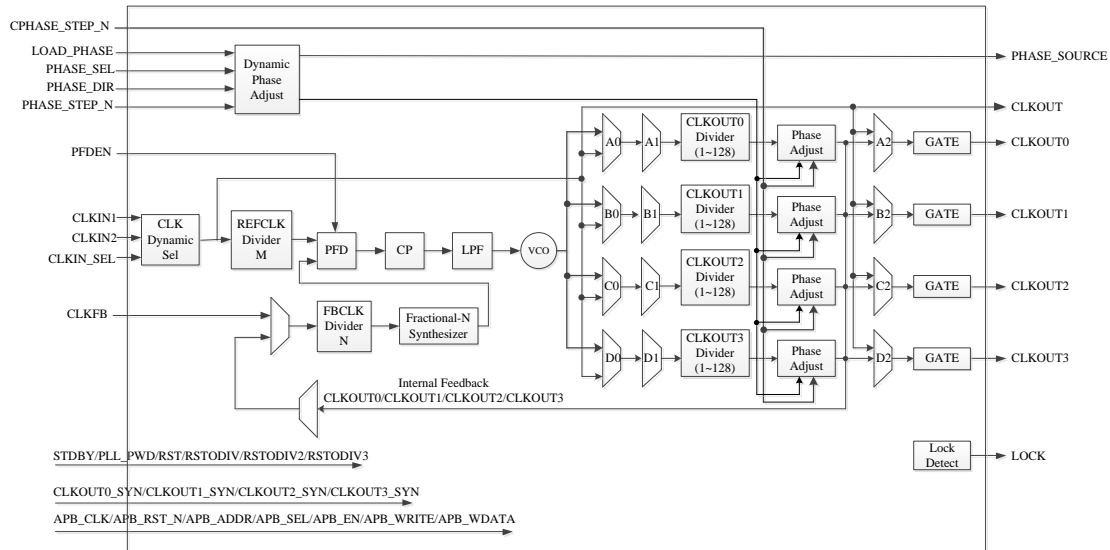 CPHASE_STEP_N
LOAD_PHASE
PHASE_SEL
PHASE_DIR
PHASE_STEP_N
Dynamic
Phase
Adjust
PHASE_SOURCE
CLKOUT
PFDEN
CLKIN1
CLKIN2
CLKIN_SEL
CLK
Dynamic
Sel
REFCLK
Divider
M
PFD
CP
LPF
VCO
CLKFB
FBCLK
Divider
N
Fractional-N
Synthesizer
A0
A1
CLKOUT0
Divider
(1~128)
Phase
Adjust
A2
GATE
CLKOUT0
B0
B1
CLKOUT1
Divider
(1~128)
Phase
Adjust
B2
GATE
CLKOUT1
C0
C1
CLKOUT2
Divider
(1~128)
Phase
Adjust
C2
GATE
CLKOUT2
D0
D1
CLKOUT3
Divider
(1~128)
Phase
Adjust
D2
GATE
CLKOUT3
Internal Feedback
CLKOUT0/CLKOUT1/CLKOUT2/CLKOUT3
Lock
Detect
LOCK
STDBY/PLL_PWD/RST/RSTODIV/RSTODIV2/RSTODIV3
CLKOUT0_SYN/CLKOUT1_SYN/CLKOUT2_SYN/CLKOUT3_SYN
APB_CLK/APB_RST_N/APB_ADDR/APB_SEL/APB_EN/APB_WRITE/APB_WDATA